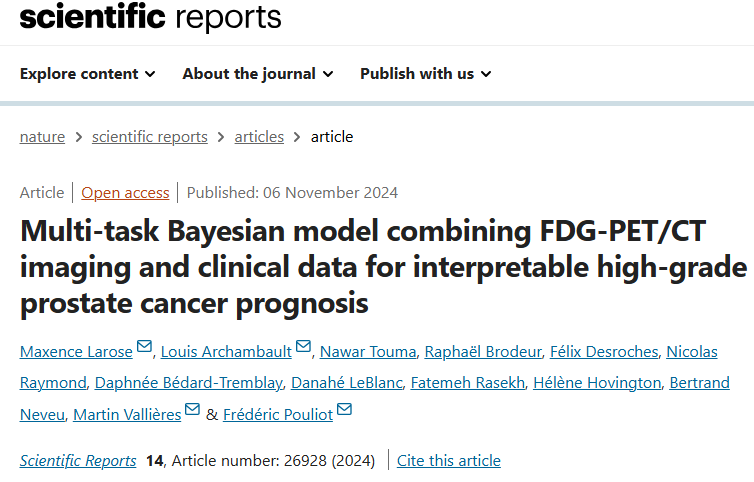 scientific reports
Explore content About the journal Publish with us
nature > scientific reports > articles > article
Article | Open access | Published: 06 November 2024
Multi-task Bayesian model combining FDG-PET/CT
imaging and clinical data for interpretable high-grade
prostate cancer prognosis
Maxence Larose, Louis Archambault, Nawar Touma, Raphaël Brodeur, Félix Desroches, Nicolas
Raymond, Daphnée Bédard-Tremblay, Danahé LeBlanc, Fatemeh Rasekh, Hélène Hovington, Bertrand
Neveu, Martin Vallières & Frédéric Pouliot
Scientific Reports 14, Article number: 26928 (2024) | Cite this article